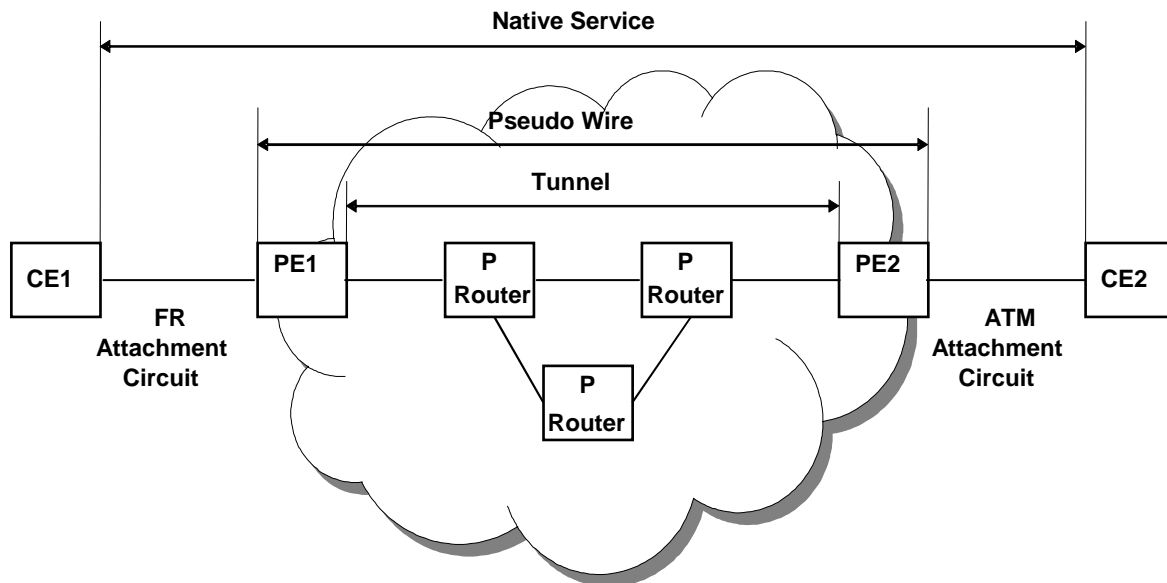 Native Service
Pseudo Wire
Tunnel
CE1
PE1
P
Router
P
Router
PE2
CE2
FR
Attachment
Circuit
ATM
Attachment
Circuit
P
Router